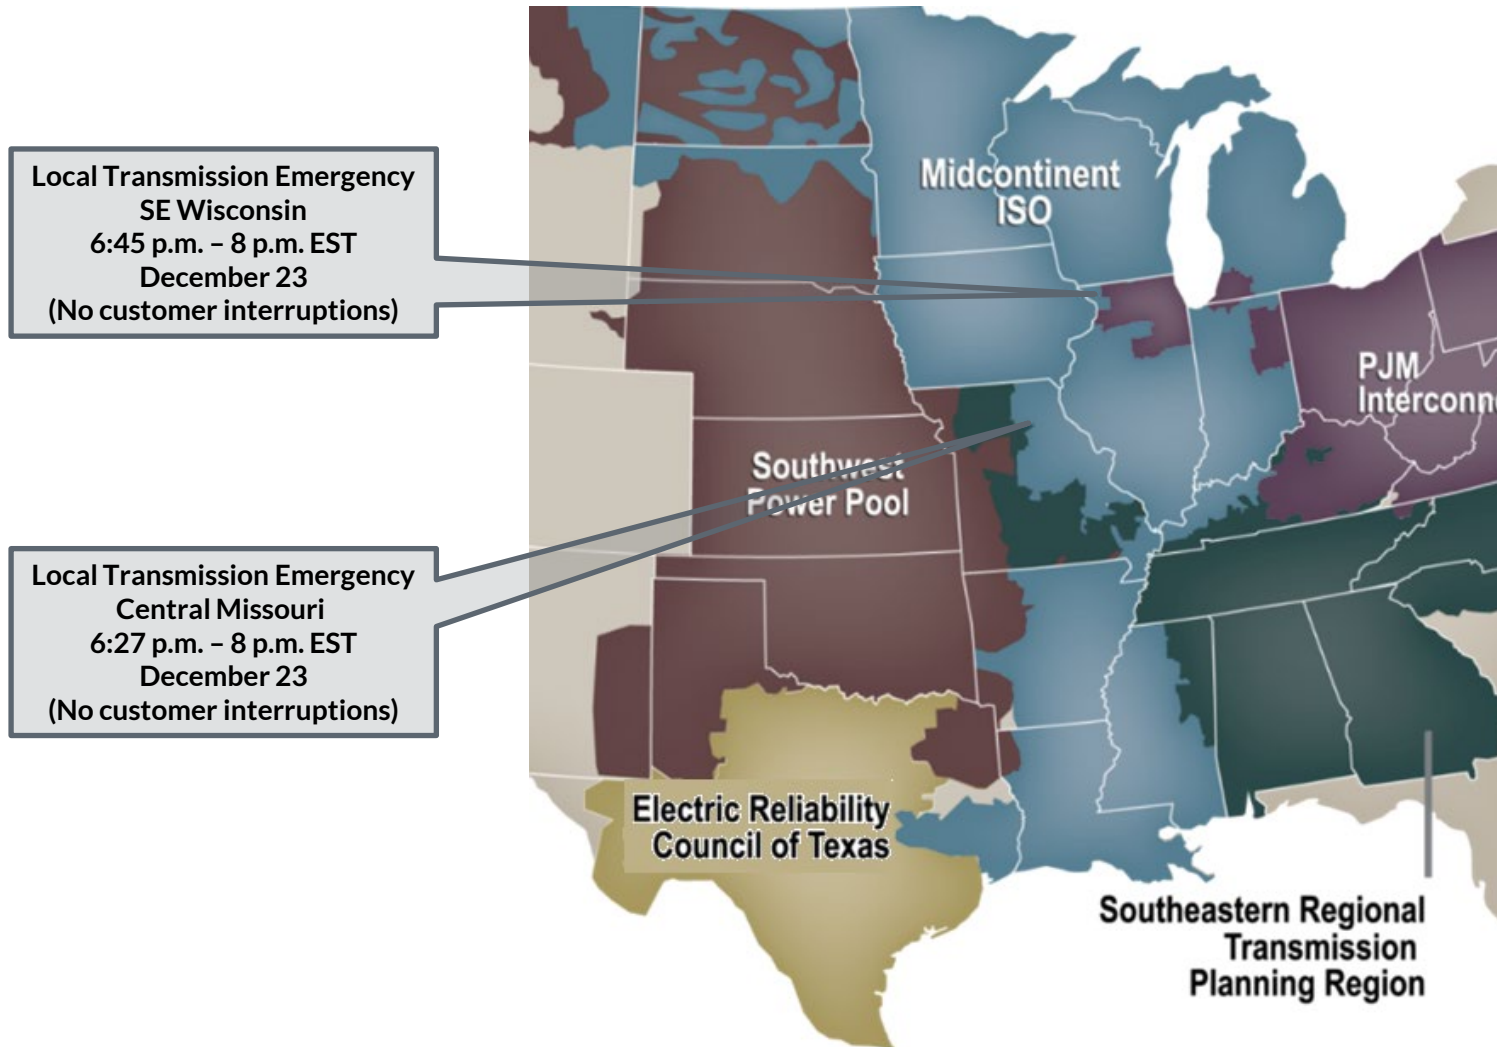 Local Transmission Emergency
SE Wisconsin
6:45 p.m. – 8 p.m. EST
December 23
(No customer interruptions)
Local Transmission Emergency
Central Missouri
6:27 p.m. – 8 p.m. EST
December 23
(No customer interruptions)
Midcontinent
ISO
PJM
Interconne
Southwest
Power Pool
Electric Reliability
Council of Texas
Southeastern Regional
Transmission
Planning Region